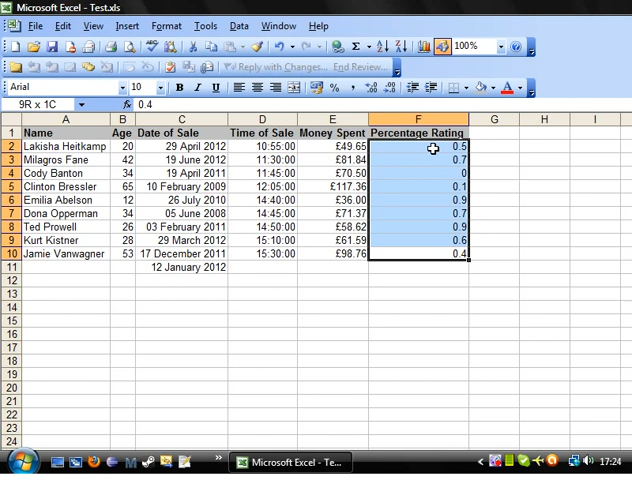 Microsoft Excel - Test.xls
File Edit View Insert Format Tools Data Window Help
Σ 100%
Reply with Changes... End Review...
Arial 10 B I U
9R x 1C fx 0.4
A B C D E F G H I
1 Name Age Date of Sale Time of Sale Money Spent Percentage Rating
2 Lakisha Heitkamp 20 29 April 2012 10:55:00 £49.65 0.5
3 Milagros Fane 42 19 June 2012 11:30:00 £81.84 0.7
4 Cody Banton 34 19 April 2011 11:45:00 £70.50 0
5 Clinton Bressler 65 10 February 2009 12:05:00 £117.36 0.1
6 Emilia Abelson 12 26 July 2010 14:40:00 £36.00 0.9
7 Dona Opperman 34 05 June 2008 14:45:00 £71.37 0.7
8 Ted Prowell 26 03 February 2011 14:50:00 £58.62 0.9
9 Kurt Kistner 28 29 March 2012 15:10:00 £61.59 0.6
10 Jamie Vanwagner 53 17 December 2011 15:30:00 £98.76 0.4
11 12 January 2012
12
13
14
15
16
17
18
19
20
21
22
23
24
Microsoft Excel - Te... 17:24